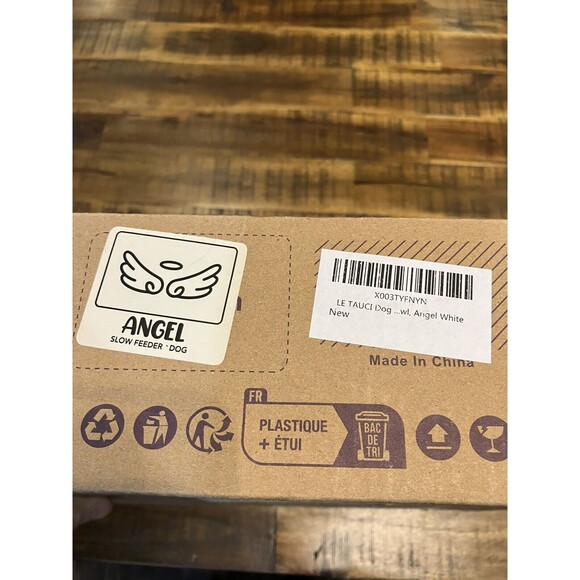 ANGEL
SLOW FEEDER · DOG
X003TYFNYN
LE TAUCI Dog ...wl, Angel White
New
Made In China
FR
PLASTIQUE
+ ÉTUI
BAC
DE
TRI